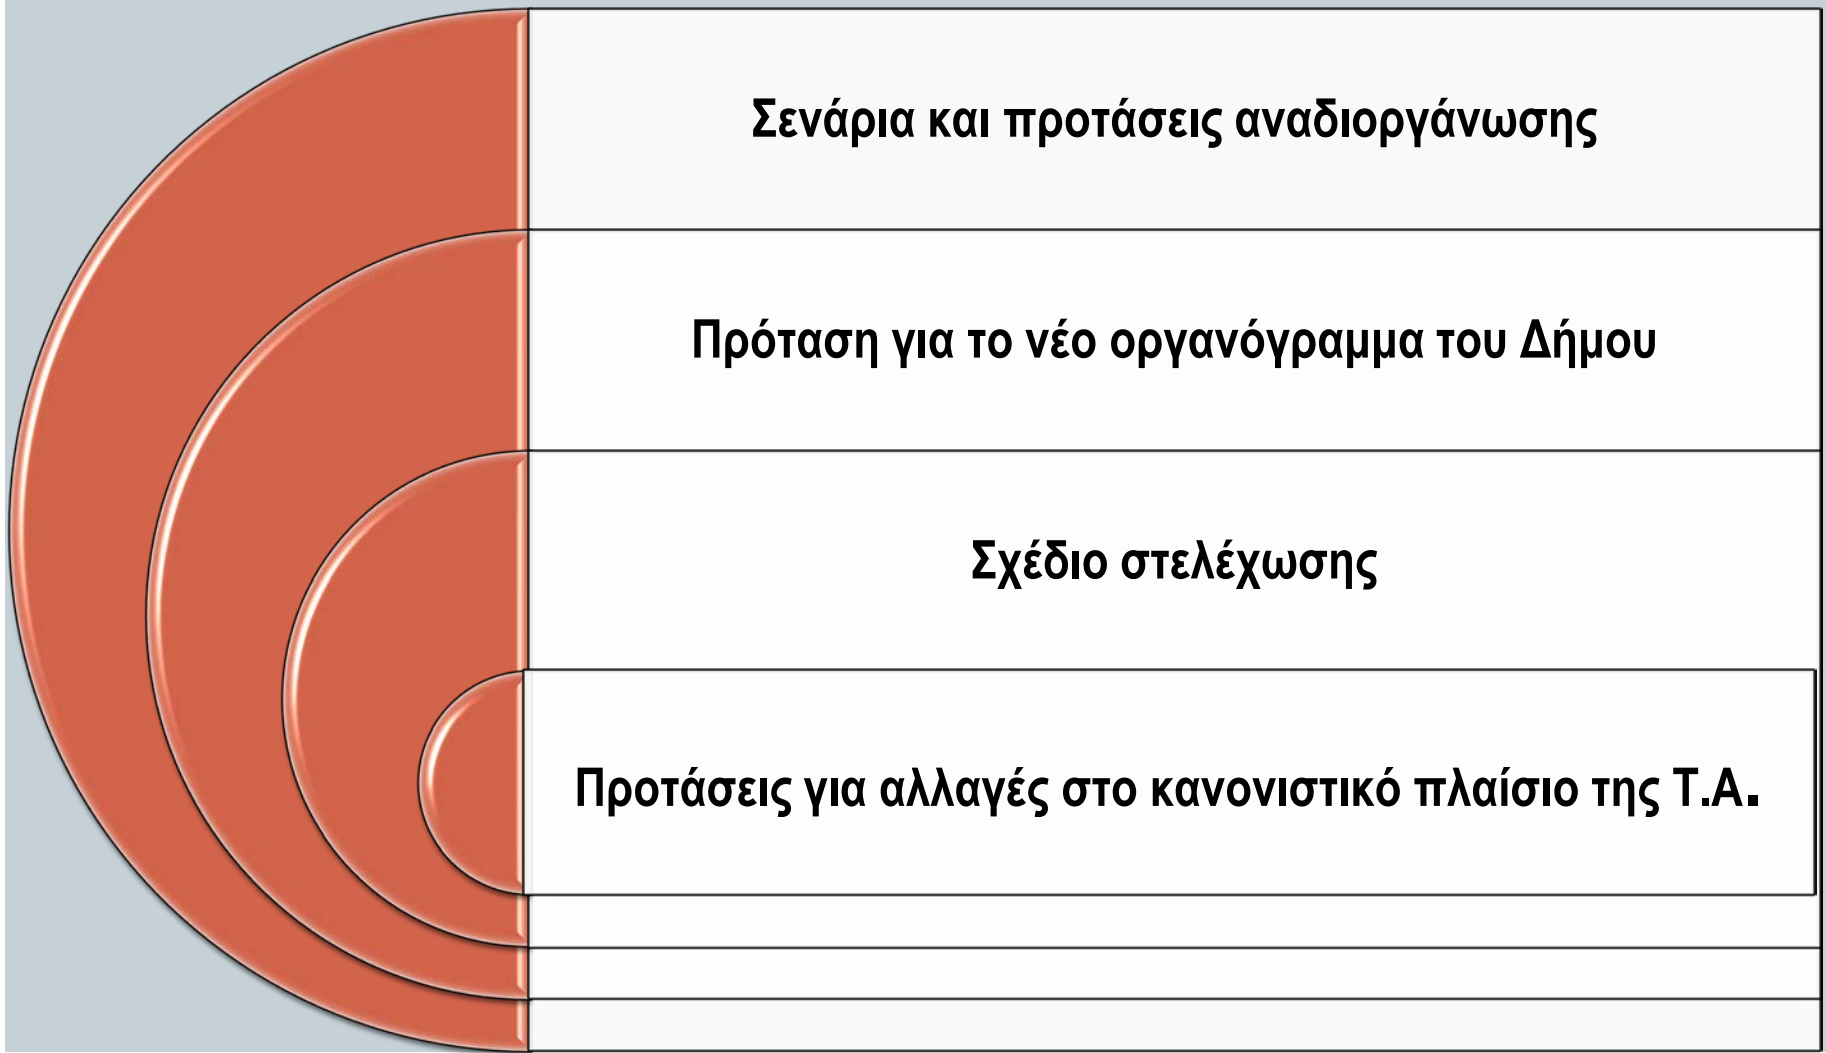 Σενάρια και προτάσεις αναδιοργάνωσης
Πρόταση για το νέο οργανόγραμμα του Δήμου
Σχέδιο στελέχωσης
Προτάσεις για αλλαγές στο κανονιστικό πλαίσιο της Τ.Α.